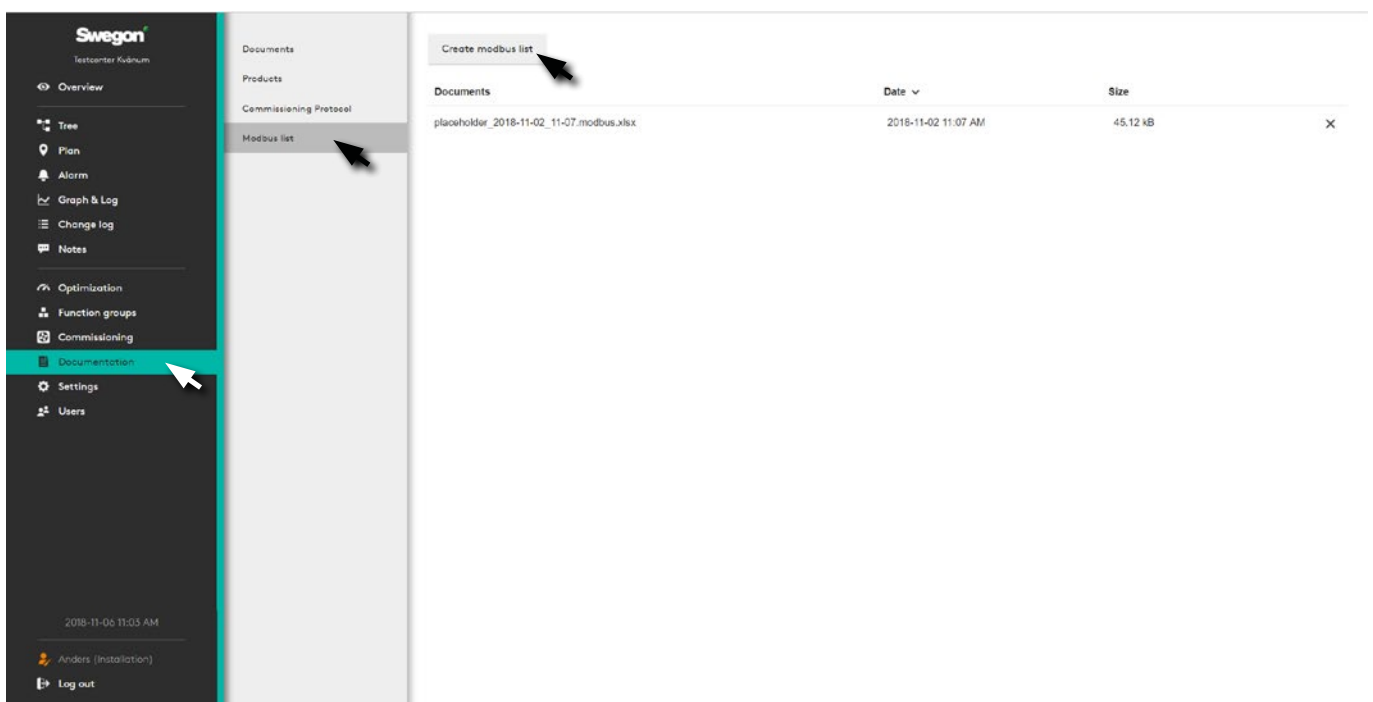 Swegon
Testcenter Kvänum
Overview
Tree
Plan
Alarm
Graph & Log
Change log
Notes
Optimization
Function groups
Commissioning
Documentation
Settings
Users
2018-11-06 11:03 AM
Anders (Installation)
Log out
Documents
Products
Commissioning Protocol
Modbus list
Create modbus list
Documents Date Size
placeholder_2018-11-02_11-07.modbus.xlsx 2018-11-02 11:07 AM 45.12 kB